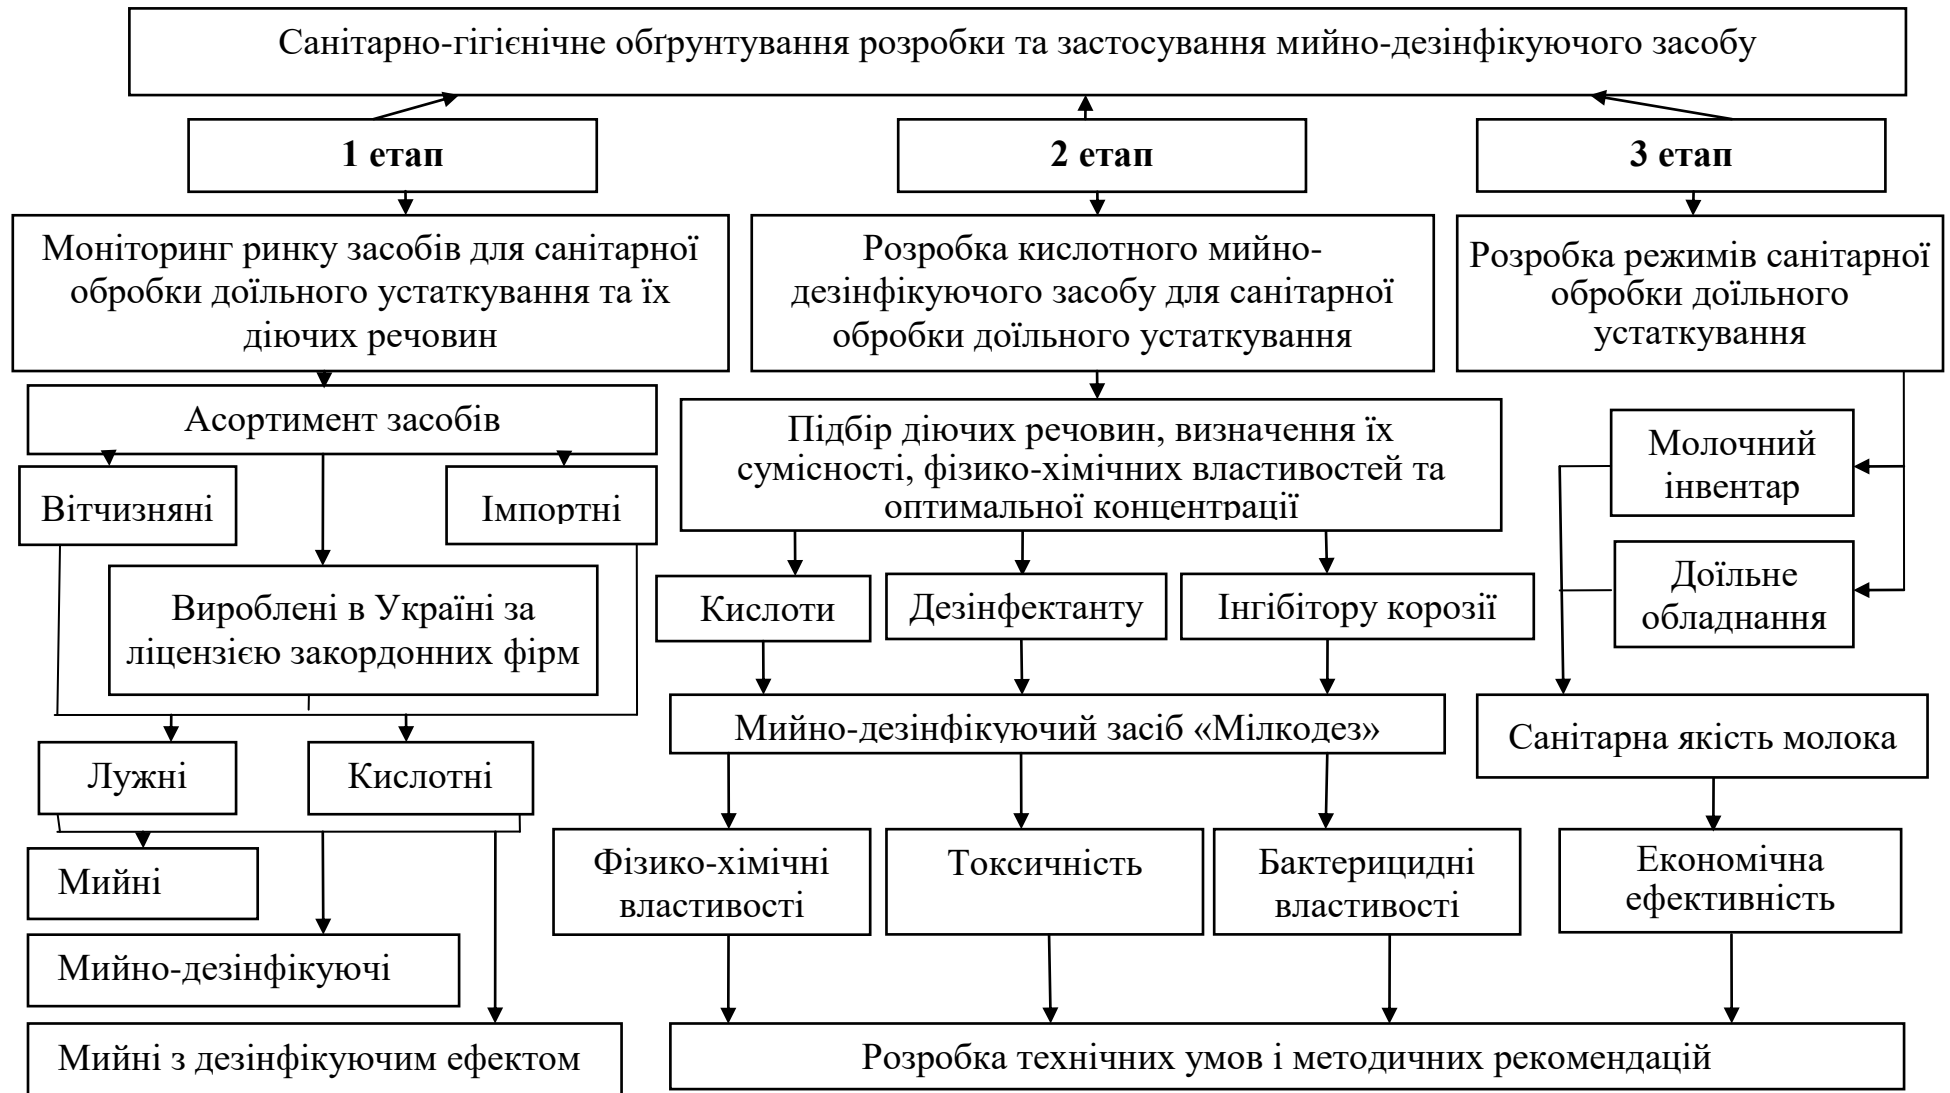 Санітарно-гігієнічне обґрунтування розробки та застосування мийно-дезінфікуючого засобу
1 етап
2 етап
3 етап
Моніторинг ринку засобів для санітарної
обробки доїльного устаткування та їх
діючих речовин
Розробка кислотного мийно-
дезінфікуючого засобу для санітарної
обробки доїльного устаткування
Розробка режимів санітарної
обробки доїльного
устаткування
Асортимент засобів
Вітчизняні
Імпортні
Вироблені в Україні за
ліцензією закордонних фірм
Лужні
Кислотні
Мийні
Мийно-дезінфікуючі
Мийні з дезінфікуючим ефектом
Підбір діючих речовин, визначення їх
сумісності, фізико-хімічних властивостей та
оптимальної концентрації
Кислоти
Дезінфектанту
Інгібітору корозії
Мийно-дезінфікуючий засіб «Мілкодез»
Фізико-хімічні
властивості
Токсичність
Бактерицидні
властивості
Молочний
інвентар
Доїльне
обладнання
Санітарна якість молока
Економічна
ефективність
Розробка технічних умов і методичних рекомендацій